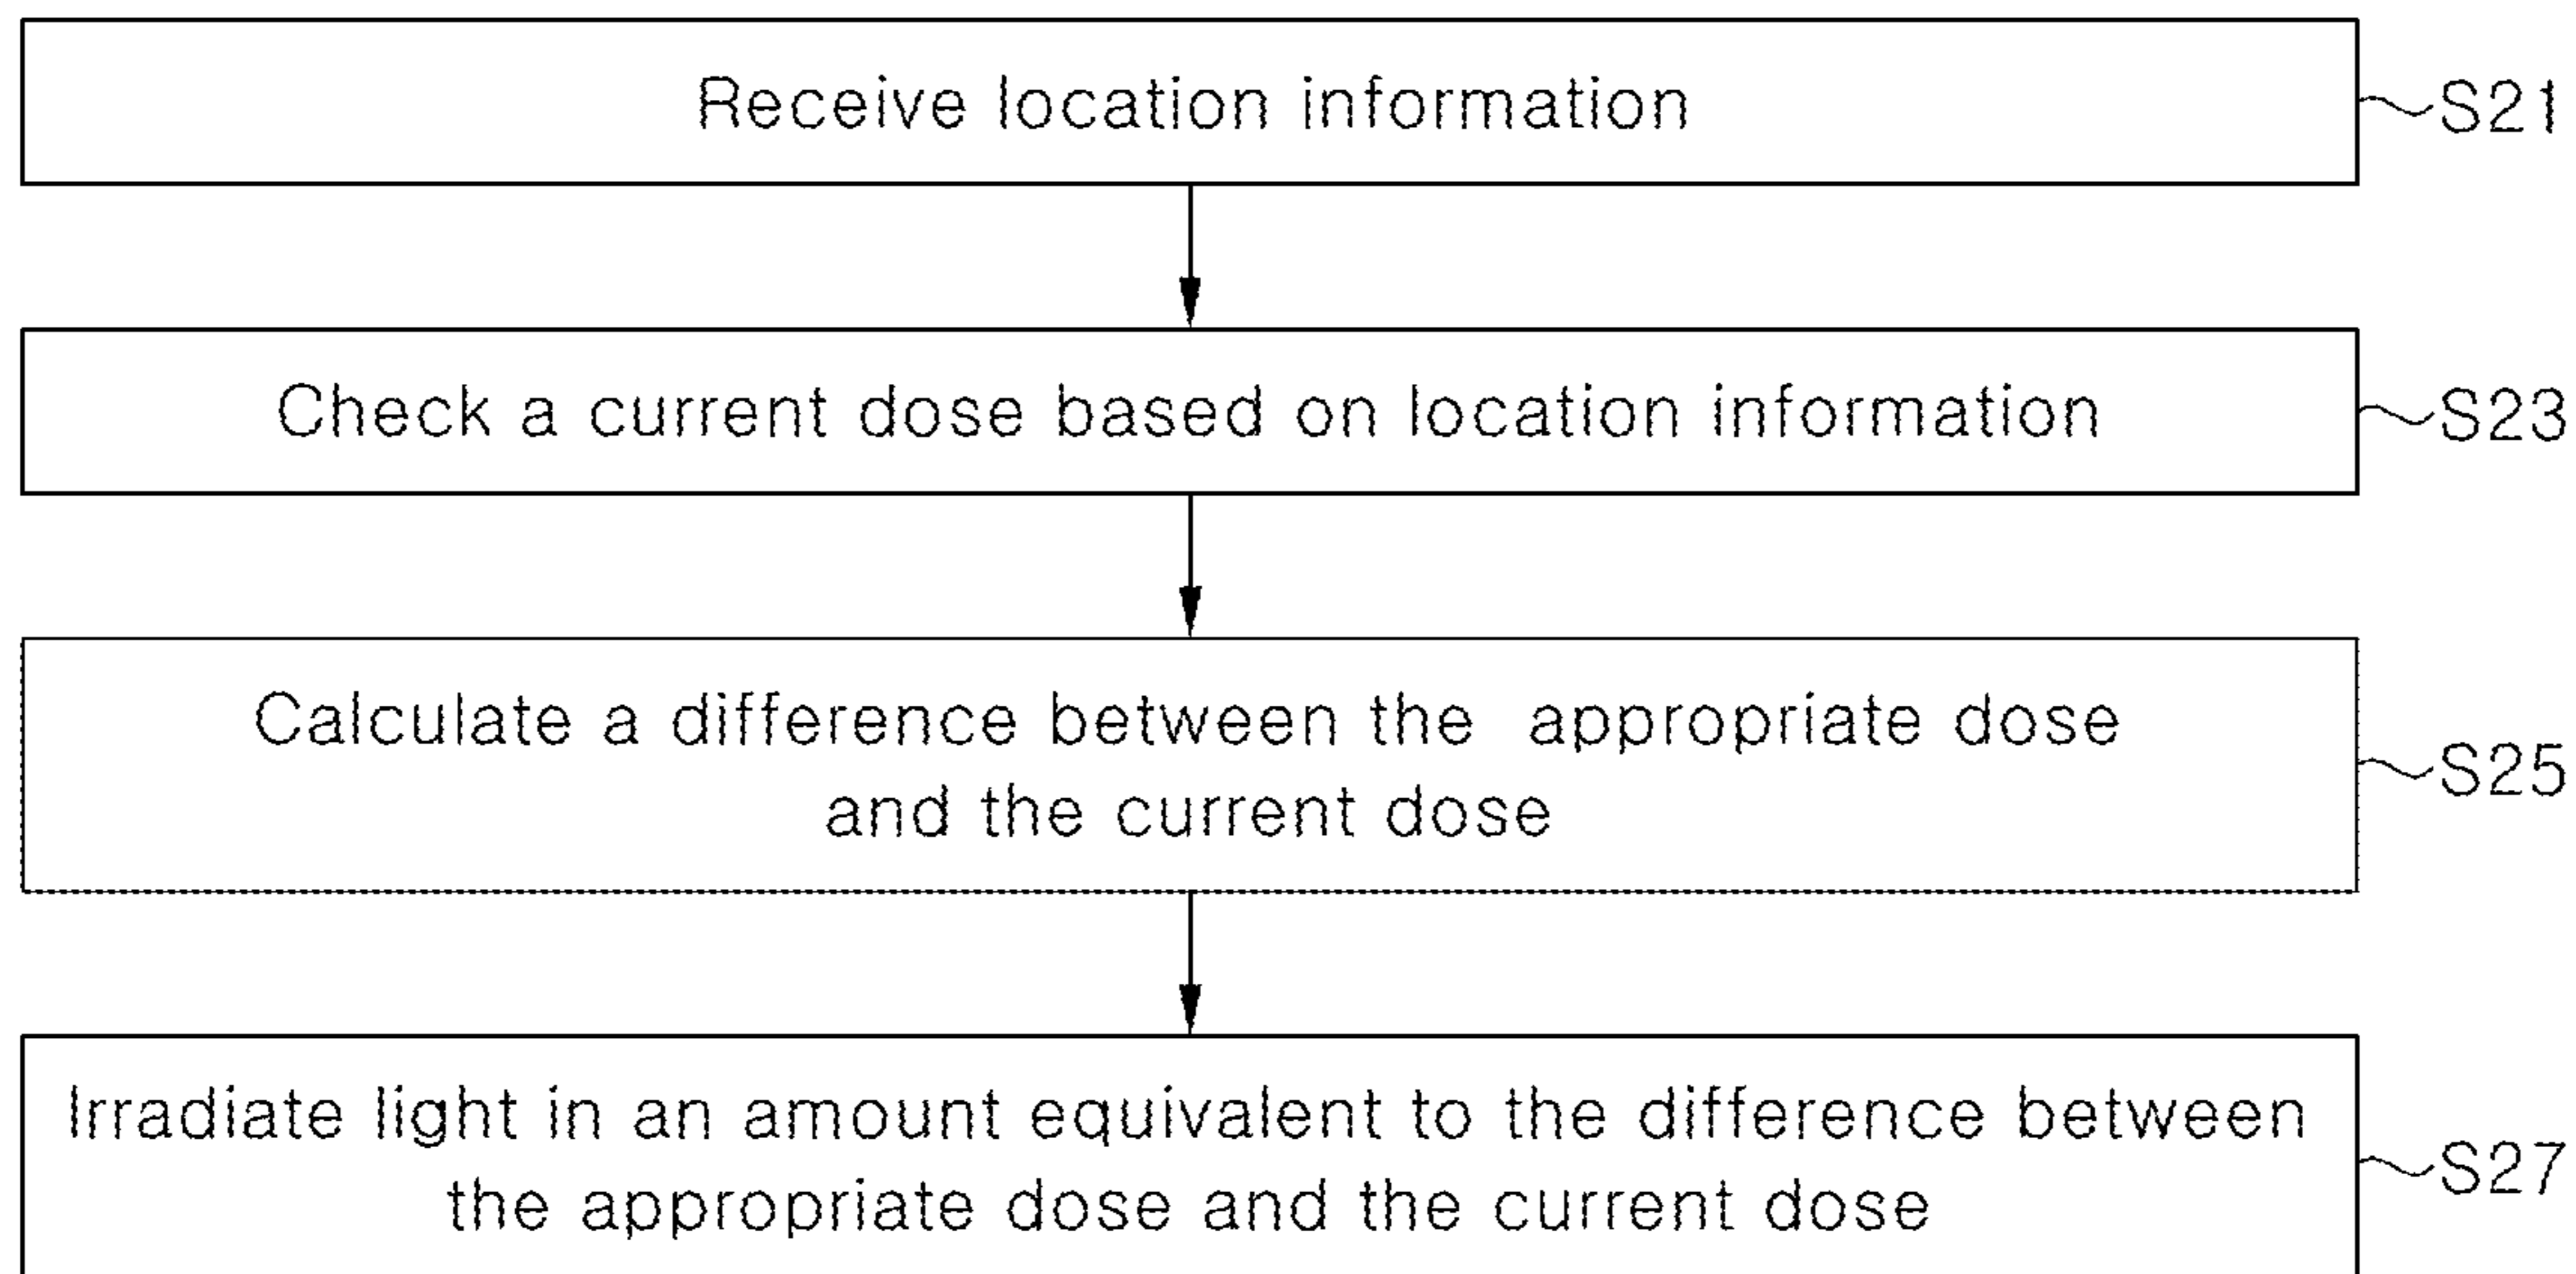 Receive location information
S21
Check a current dose based on location information
S23
Calculate a difference between the appropriate dose
and the current dose
S25
Irradiate light in an amount equivalent to the difference between
the appropriate dose and the current dose
S27